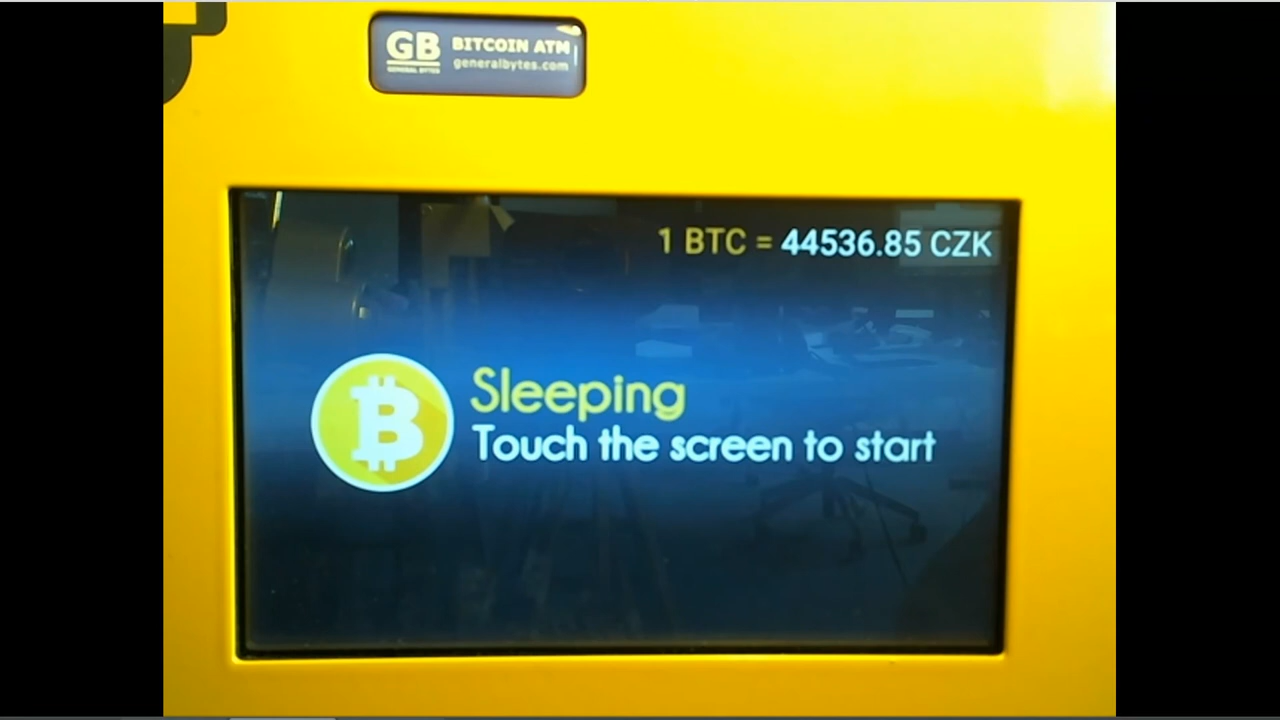 GB BITCOIN ATM
GENERAL BYTES generalbytes.com
1 BTC = 44536.85 CZK
Sleeping
Touch the screen to start